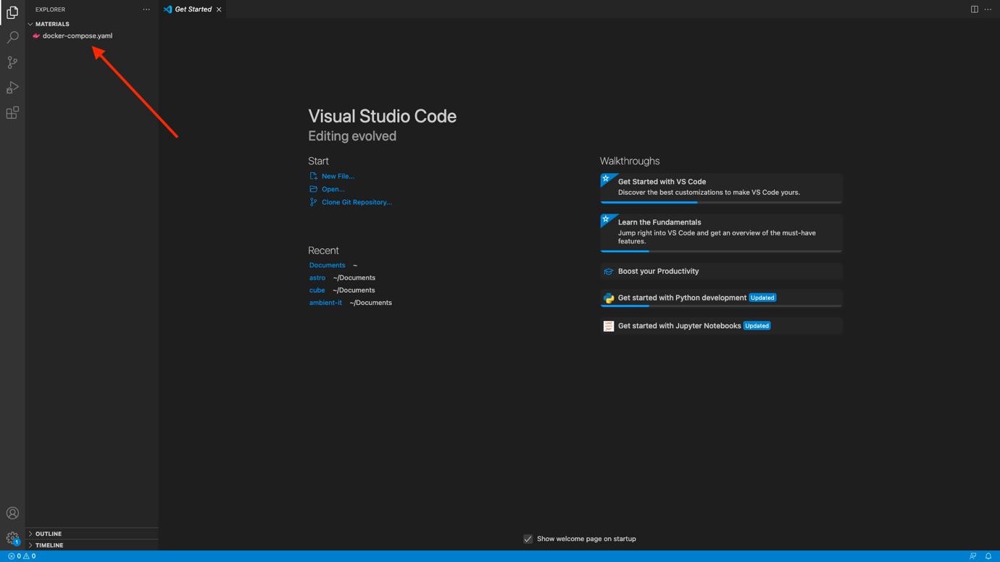 EXPLORER
MATERIALS
docker-compose.yaml
OUTLINE
TIMELINE
Get Started
Visual Studio Code
Editing evolved
Start
New File...
Open...
Clone Git Repository...
Recent
Documents ~
astro ~/Documents
cube ~/Documents
ambient-it ~/Documents
Walkthroughs
Get Started with VS Code
Discover the best customizations to make VS Code yours.
Learn the Fundamentals
Jump right into VS Code and get an overview of the must-have
features.
Boost your Productivity
Get started with Python development Updated
Get started with Jupyter Notebooks Updated
Show welcome page on startup
1
0 0